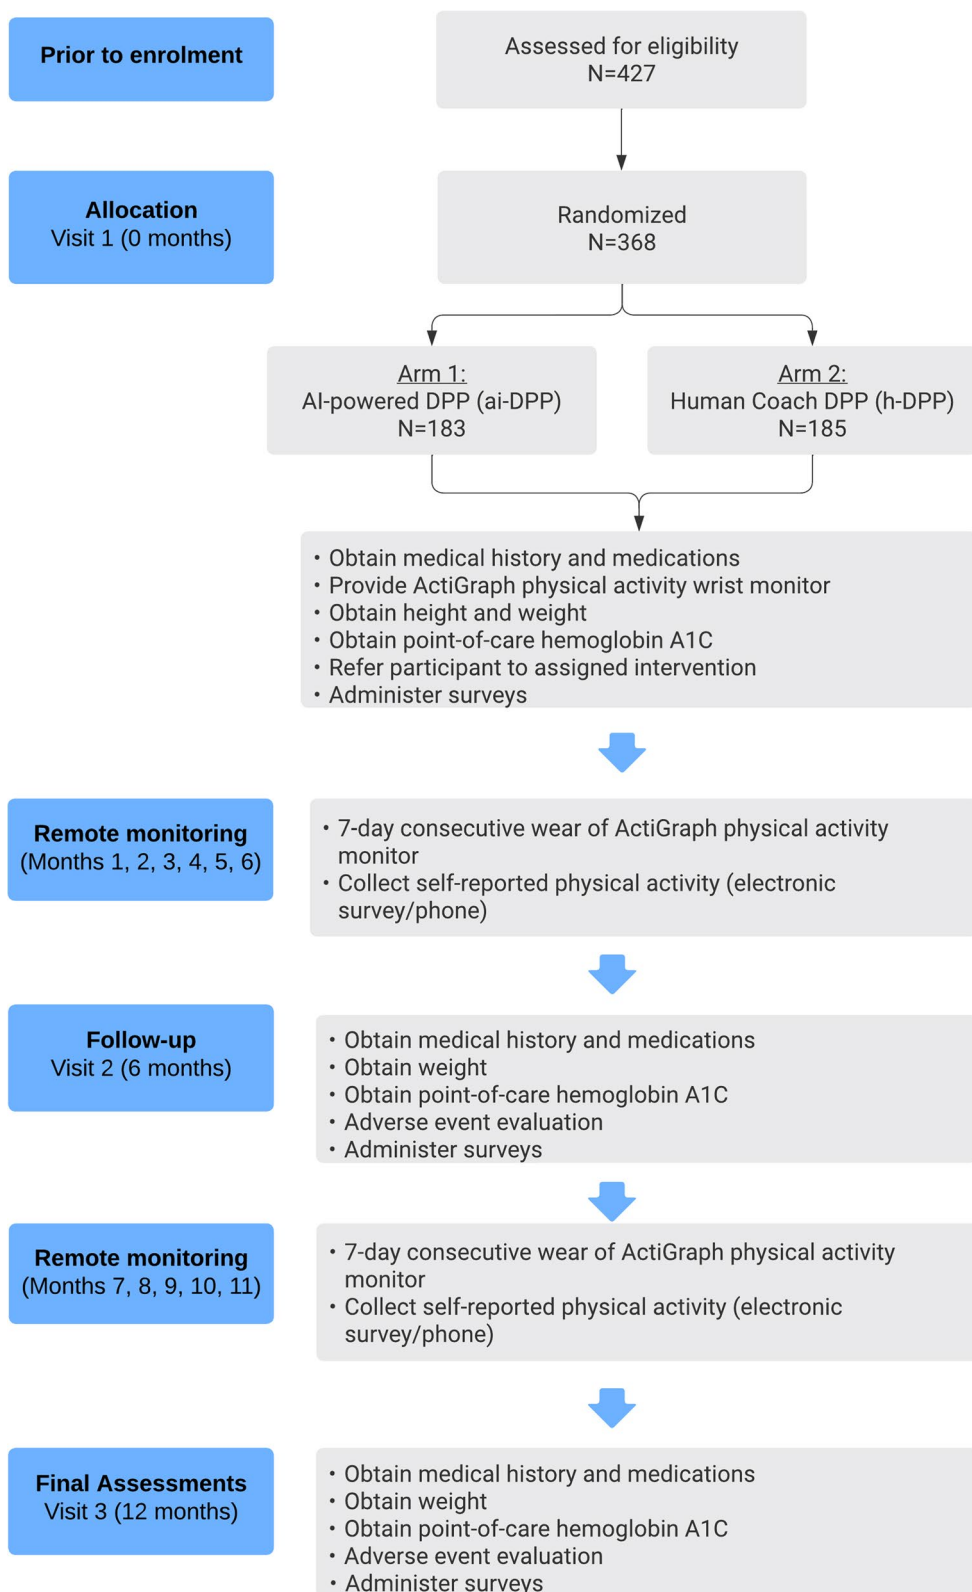 Prior to enrolment
Assessed for eligibility
N=427
Allocation
Visit 1 (0 months)
Randomized
N=368
Arm 1:
AI-powered DPP (ai-DPP)
N=183
Arm 2:
Human Coach DPP (h-DPP)
N=185
• Obtain medical history and medications
• Provide ActiGraph physical activity wrist monitor
• Obtain height and weight
• Obtain point-of-care hemoglobin A1C
• Refer participant to assigned intervention
• Administer surveys
Remote monitoring
(Months 1, 2, 3, 4, 5, 6)
• 7-day consecutive wear of ActiGraph physical activity
monitor
• Collect self-reported physical activity (electronic
survey/phone)
Follow-up
Visit 2 (6 months)
• Obtain medical history and medications
• Obtain weight
• Obtain point-of-care hemoglobin A1C
• Adverse event evaluation
• Administer surveys
Remote monitoring
(Months 7, 8, 9, 10, 11)
• 7-day consecutive wear of ActiGraph physical activity
monitor
• Collect self-reported physical activity (electronic
survey/phone)
Final Assessments
Visit 3 (12 months)
• Obtain medical history and medications
• Obtain weight
• Obtain point-of-care hemoglobin A1C
• Adverse event evaluation
• Administer surveys